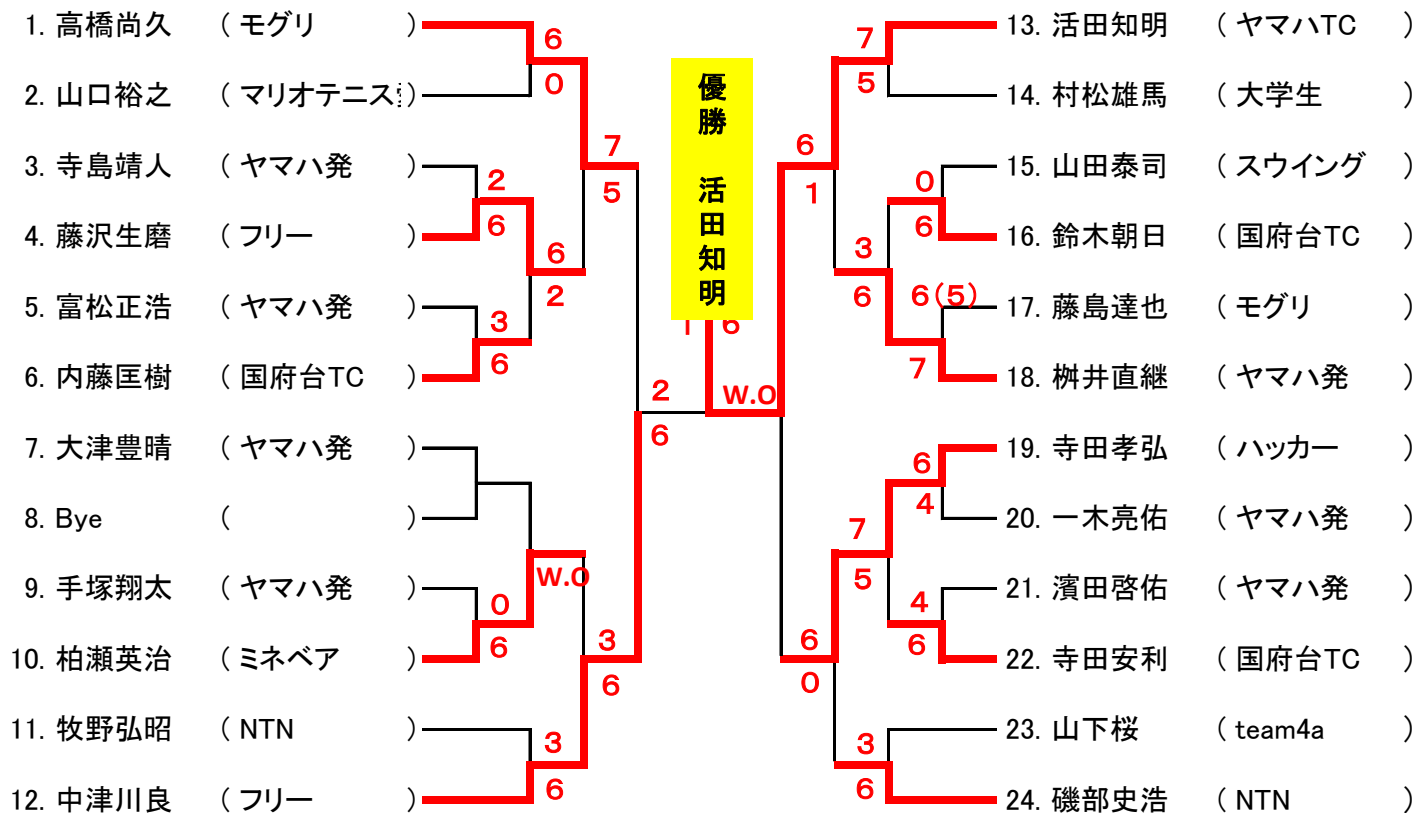 1. 高橋尚久 ( モグリ )
6
0
2. 山口裕之 ( マリオテニス )
7
5
3. 寺島靖人 ( ヤマハ発 )
2
6
4. 藤沢生磨 ( フリー )
6
2
5. 富松正浩 ( ヤマハ発 )
3
6
6. 内藤匡樹 ( 国府台TC )
2
6
7. 大津豊晴 ( ヤマハ発 )
8. Bye ( )
W.O
9. 手塚翔太 ( ヤマハ発 )
0
6
10. 柏瀬英治 ( ミネベア )
3
6
11. 牧野弘昭 ( NTN )
3
6
12. 中津川良 ( フリー )
優勝 活田知明
1 6
W.O
13. 活田知明 ( ヤマハTC )
7
5
14. 村松雄馬 ( 大学生 )
6
1
15. 山田泰司 ( スウイング )
0
6
16. 鈴木朝日 ( 国府台TC )
3
6
17. 藤島達也 ( モグリ )
6(5)
7
18. 桝井直継 ( ヤマハ発 )
19. 寺田孝弘 ( ハッカー )
6
4
20. 一木亮佑 ( ヤマハ発 )
7
5
21. 濱田啓佑 ( ヤマハ発 )
4
6
22. 寺田安利 ( 国府台TC )
6
0
23. 山下桜 ( team4a )
3
6
24. 磯部史浩 ( NTN )